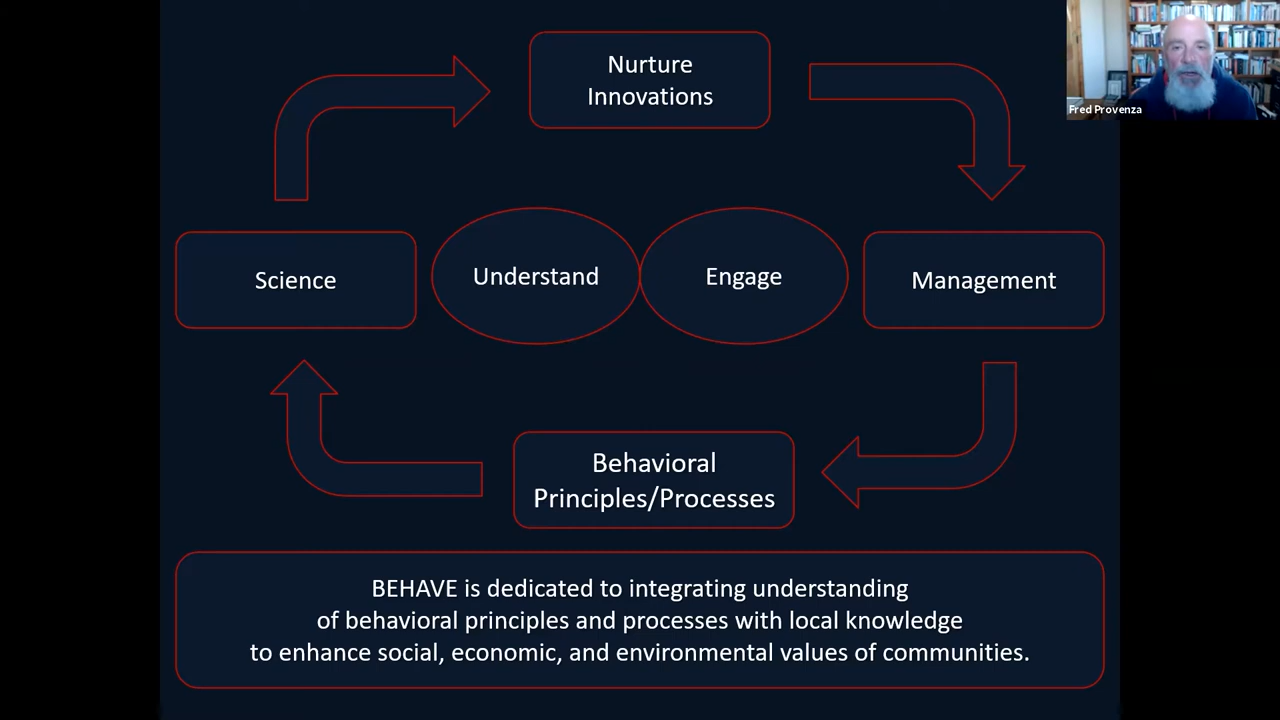 Nurture
Innovations
Fred Provenza
Science
Understand
Engage
Management
Behavioral
Principles/Processes
BEHAVE is dedicated to integrating understanding
of behavioral principles and processes with local knowledge
to enhance social, economic, and environmental values of communities.